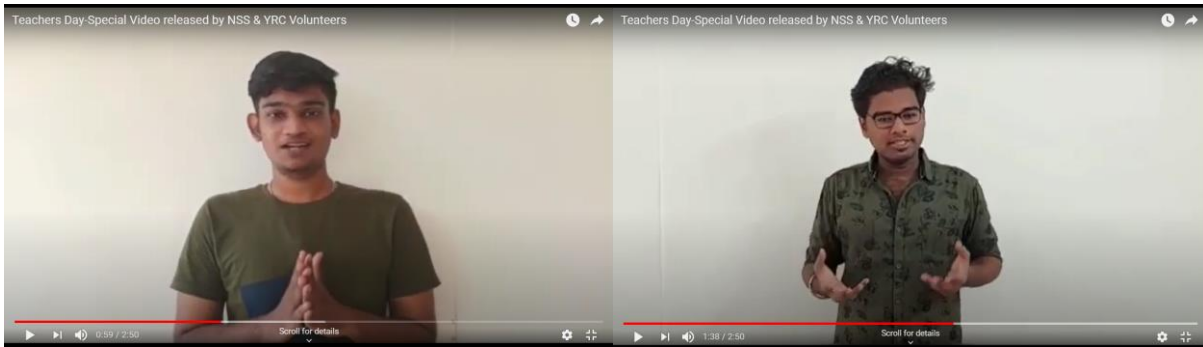 Teachers Day-Special Video released by NSS & YRC Volunteers
Scroll for details
0:59 / 2:50
Teachers Day-Special Video released by NSS & YRC Volunteers
Scroll for details
1:38 / 2:50